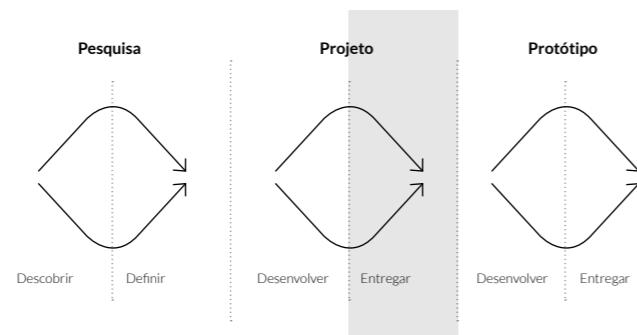 Pesquisa
Projeto
Protótipo
Descobrir
Definir
Desenvolver
Entregar
Desenvolver
Entregar